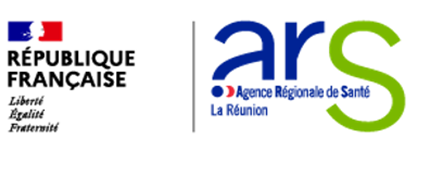 RÉPUBLIQUE
FRANÇAISE
Liberté
Égalité
Fraternité
ars
Agence Régionale de Santé
La Réunion